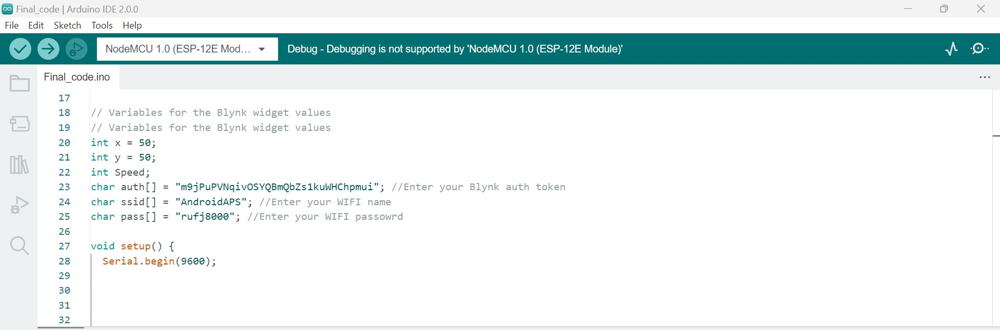 Final_code | Arduino IDE 2.0.0
File Edit Sketch Tools Help
NodeMCU 1.0 (ESP-12E Mod... Debug - Debugging is not supported by 'NodeMCU 1.0 (ESP-12E Module)'
Final_code.ino
17
18 // Variables for the Blynk widget values
19 // Variables for the Blynk widget values
20 int x = 50;
21 int y = 50;
22 int Speed;
23 char auth[] = "m9jPuPVNqivOSYQBmQbZs1kuWHChpmui"; //Enter your Blynk auth token
24 char ssid[] = "AndroidAPS"; //Enter your WIFI name
25 char pass[] = "rufj8000"; //Enter your WIFI passowrd
26
27 void setup() {
28 Serial.begin(9600);
29
30
31
32